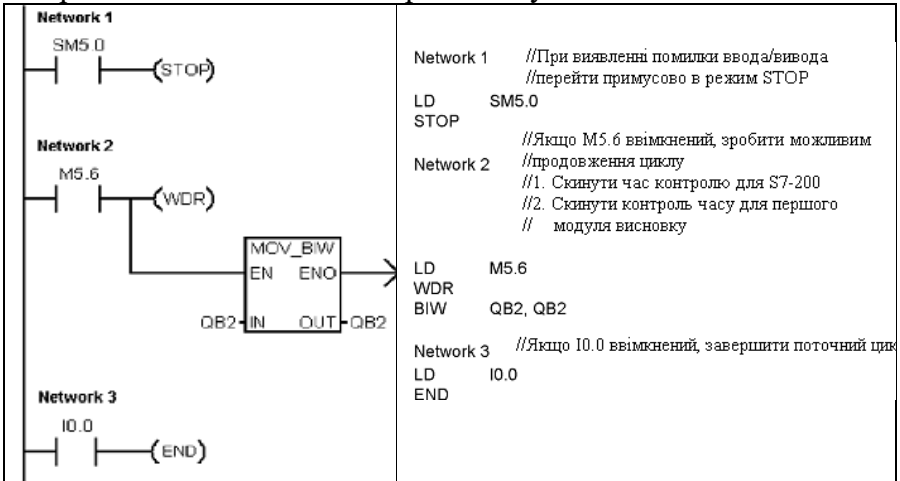 Network 1
SM5.0
(STOP)
Network 2
M5.6
(WDR)
MOV_BIW
EN ENO
QB2 IN OUT QB2
Network 3
I0.0
(END)
Network 1 //При виявленні помилки ввода/вивода
//перейти примусово в режим STOP
LD SM5.0
STOP
//Якщо M5.6 ввімкнений, зробити можливим
Network 2 //продовження циклу
//1. Скинути час контролю для S7-200
//2. Скинути контроль часу для першого
// модуля висновку
LD M5.6
WDR
BIW QB2, QB2
Network 3 //Якщо I0.0 ввімкнений, завершити поточний цик
LD I0.0
END